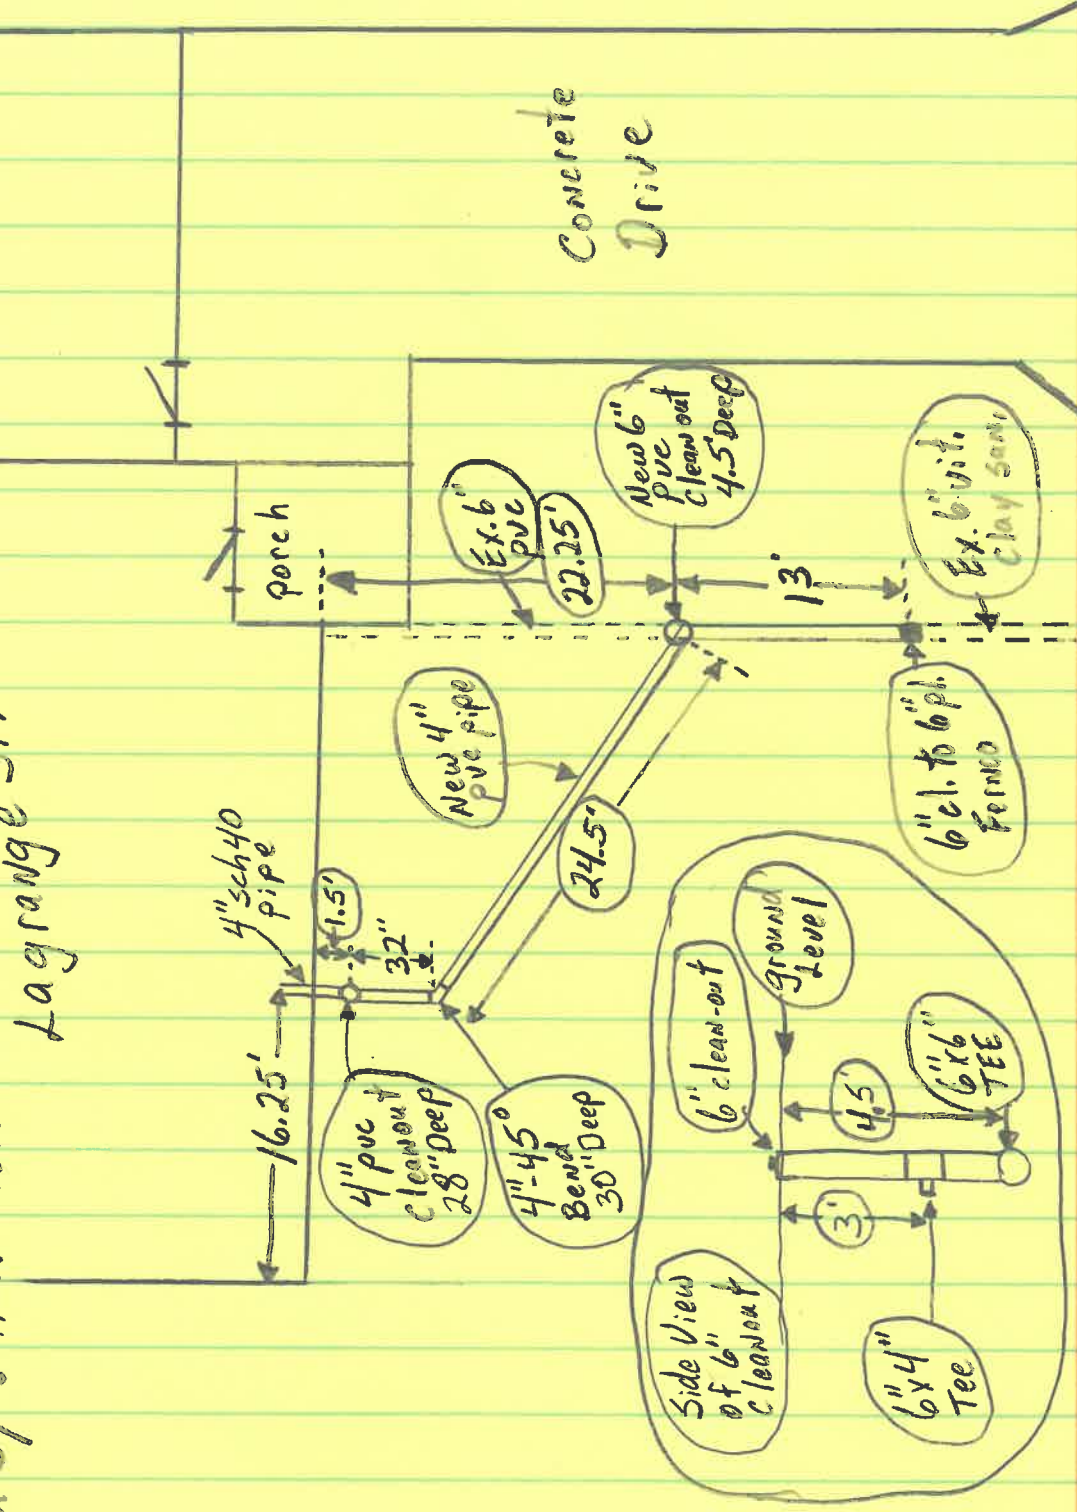 Lagrange
4" sch40
pipe
16.25'
1.5'
32"
porch
Concrete
Drive
4" pvc
Cleanout
28" Deep
4"-45°
Bend
30" Deep
New 4"
pvc pipe
24.5'
Ex. 6"
pvc
22.25'
New 6"
pvc
Clean out
4.5' Deep
13'
Ex. 6" vit.
Clay San.
6" cl. to 6" pl.
Fernco
Side View
of 6"
Cleanout
6" clean-out
ground
Level
3'
4.5'
6"x4"
Tee
6"x6"
TEE